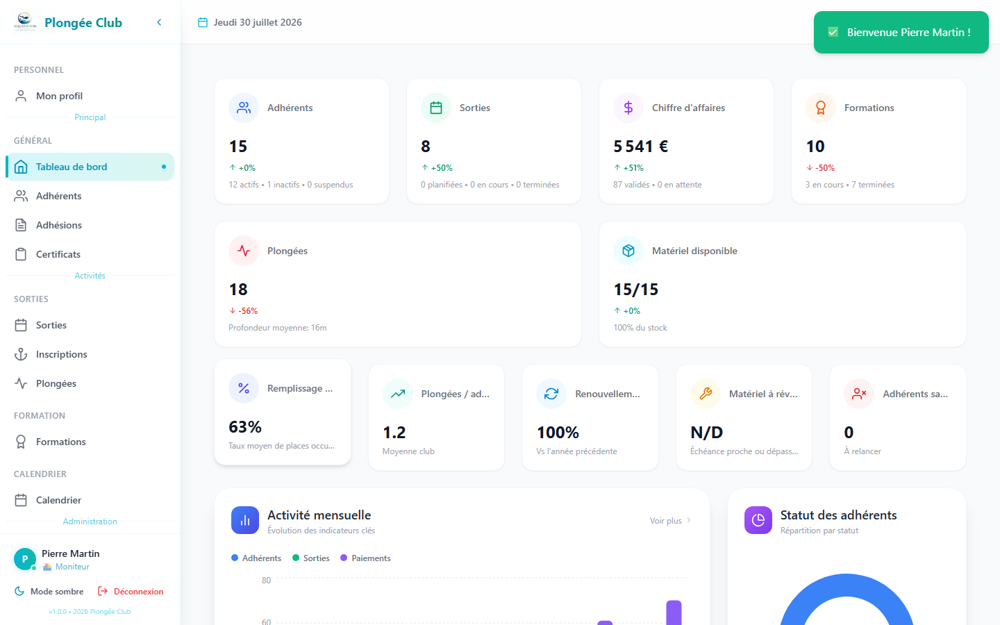 AQUANATURE
Plongée Club
Jeudi 30 juillet 2026
Bienvenue Pierre Martin !
PERSONNEL
Mon profil
Principal
GÉNÉRAL
Tableau de bord
Adhérents
Adhésions
Certificats
Activités
SORTIES
Sorties
Inscriptions
Plongées
FORMATION
Formations
CALENDRIER
Calendrier
Administration
P
Pierre Martin
Moniteur
Mode sombre
Déconnexion
v1.0.0 • 2026 Plongée Club
Adhérents
15
+0%
12 actifs • 1 inactifs • 0 suspendus
Sorties
8
+50%
0 planifiées • 0 en cours • 0 terminées
Chiffre d'affaires
5 541 €
+51%
87 validés • 0 en attente
Formations
10
-50%
3 en cours • 7 terminées
Plongées
18
-56%
Profondeur moyenne: 16m
Matériel disponible
15/15
+0%
100% du stock
Remplissage ...
63%
Taux moyen de places occu...
Plongées / ad...
1.2
Moyenne club
Renouvellem...
100%
Vs l'année précédente
Matériel à rév...
N/D
Échéance proche ou dépass...
Adhérents sa...
0
À relancer
Activité mensuelle
Évolution des indicateurs clés
Voir plus
Adhérents
Sorties
Paiements
80
60
Statut des adhérents
Répartition par statut